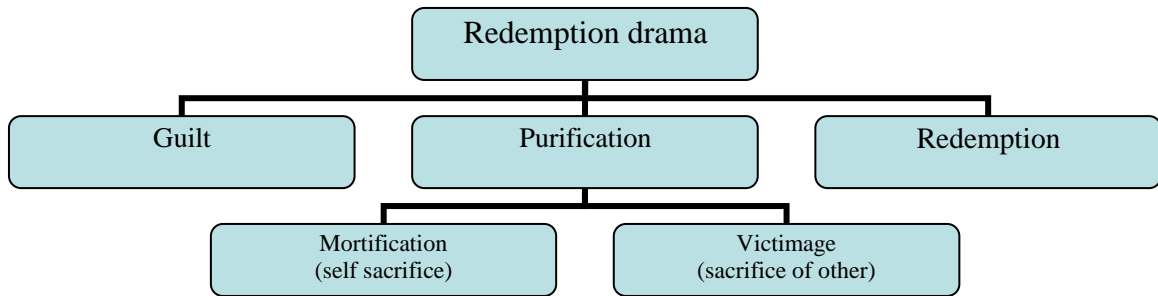 Redemption drama
Guilt
Purification
Redemption
Mortification
(self sacrifice)
Victimage
(sacrifice of other)